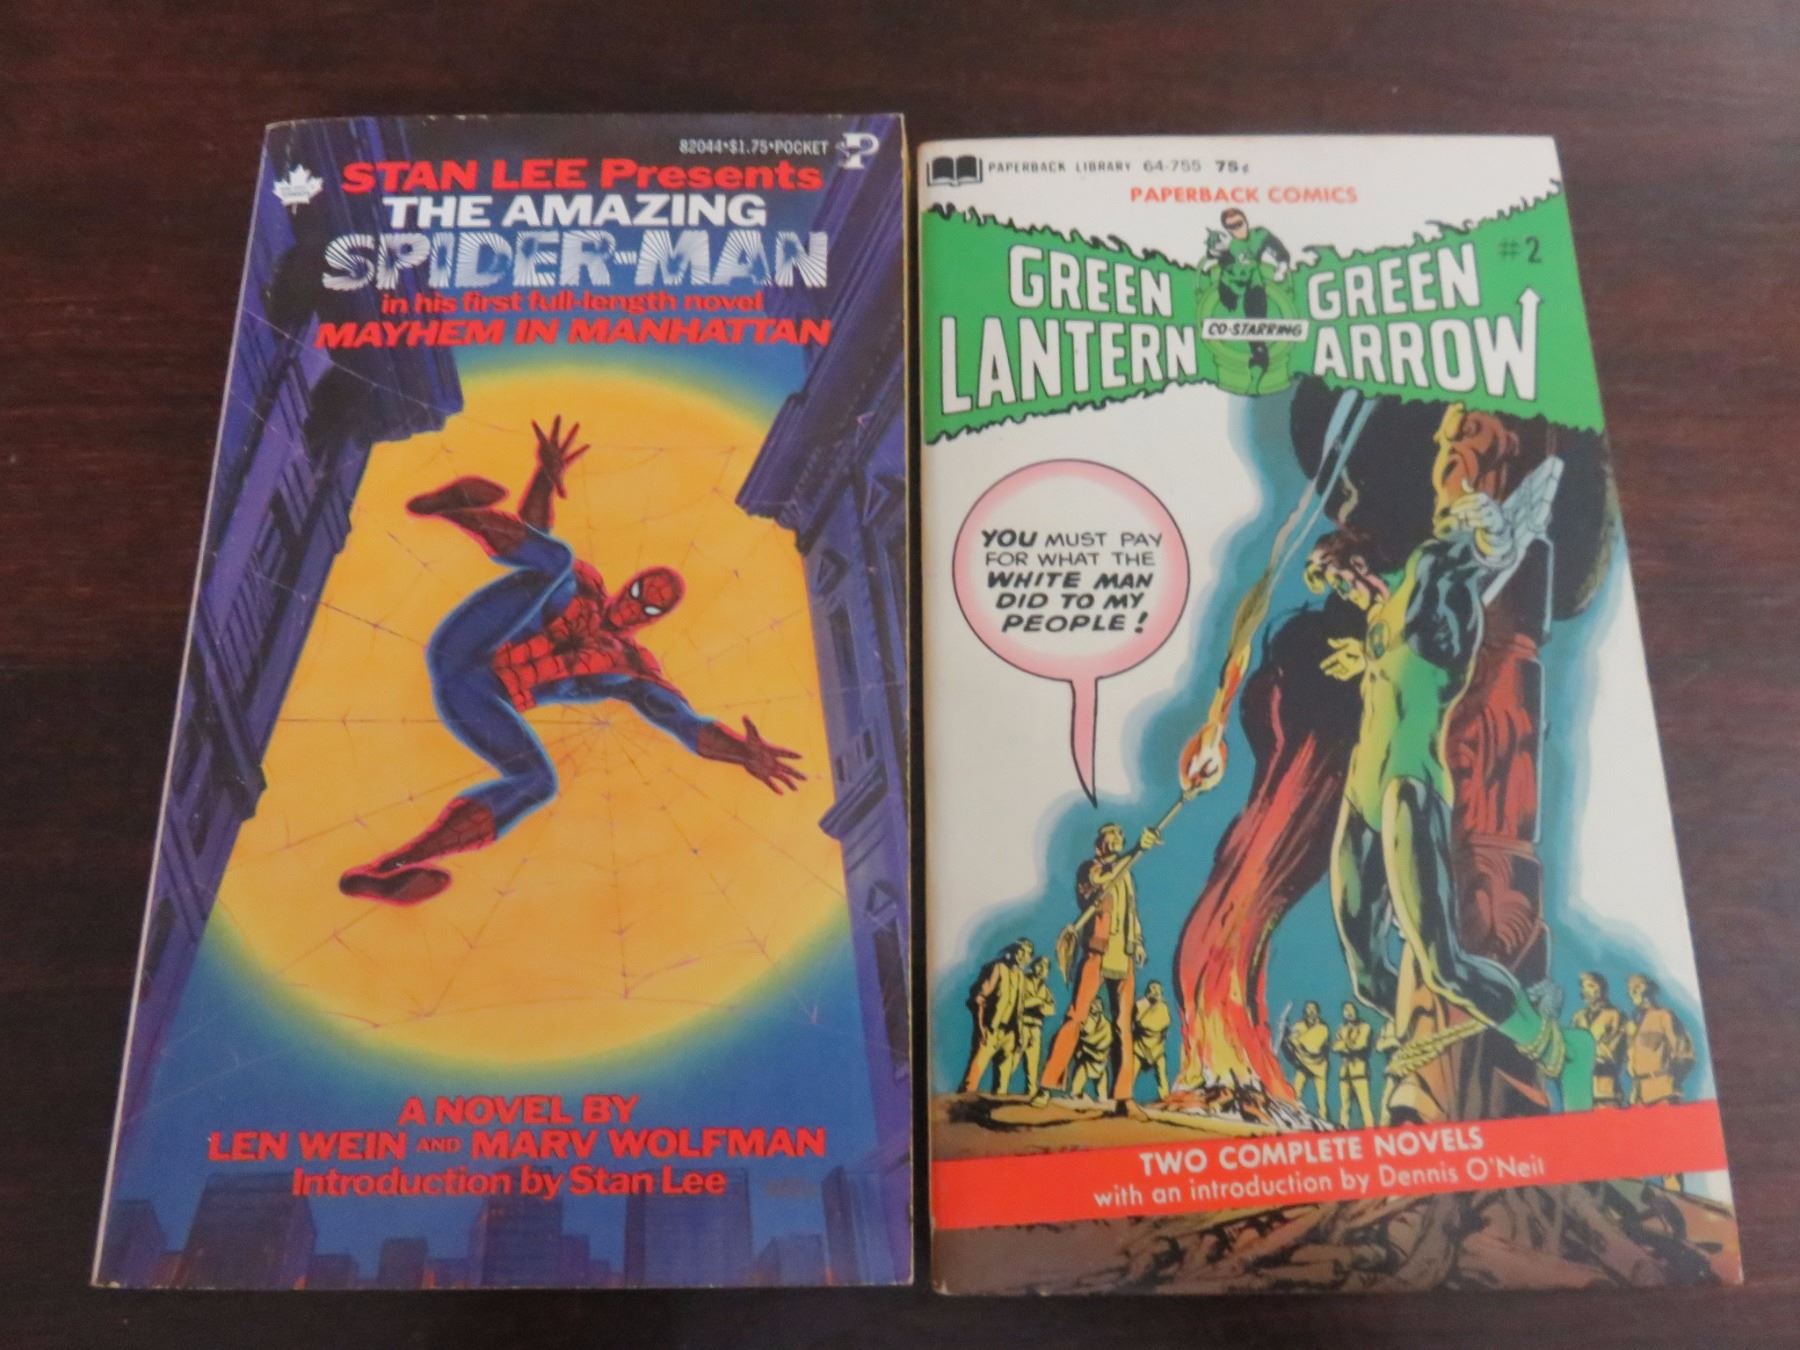 82044•$1.75•POCKET
STAN LEE Presents
THE AMAZING
SPIDER-MAN
in his first full-length novel
MAYHEM IN MANHATTAN
A NOVEL BY
LEN WEIN AND MARV WOLFMAN
Introduction by Stan Lee
PAPERBACK LIBRARY 64-755 75¢
PAPERBACK COMICS
#2
GREEN LANTERN
CO-STARRING
GREEN ARROW
YOU MUST PAY
FOR WHAT THE
WHITE MAN
DID TO MY
PEOPLE!
TWO COMPLETE NOVELS
with an introduction by Dennis O'Neil